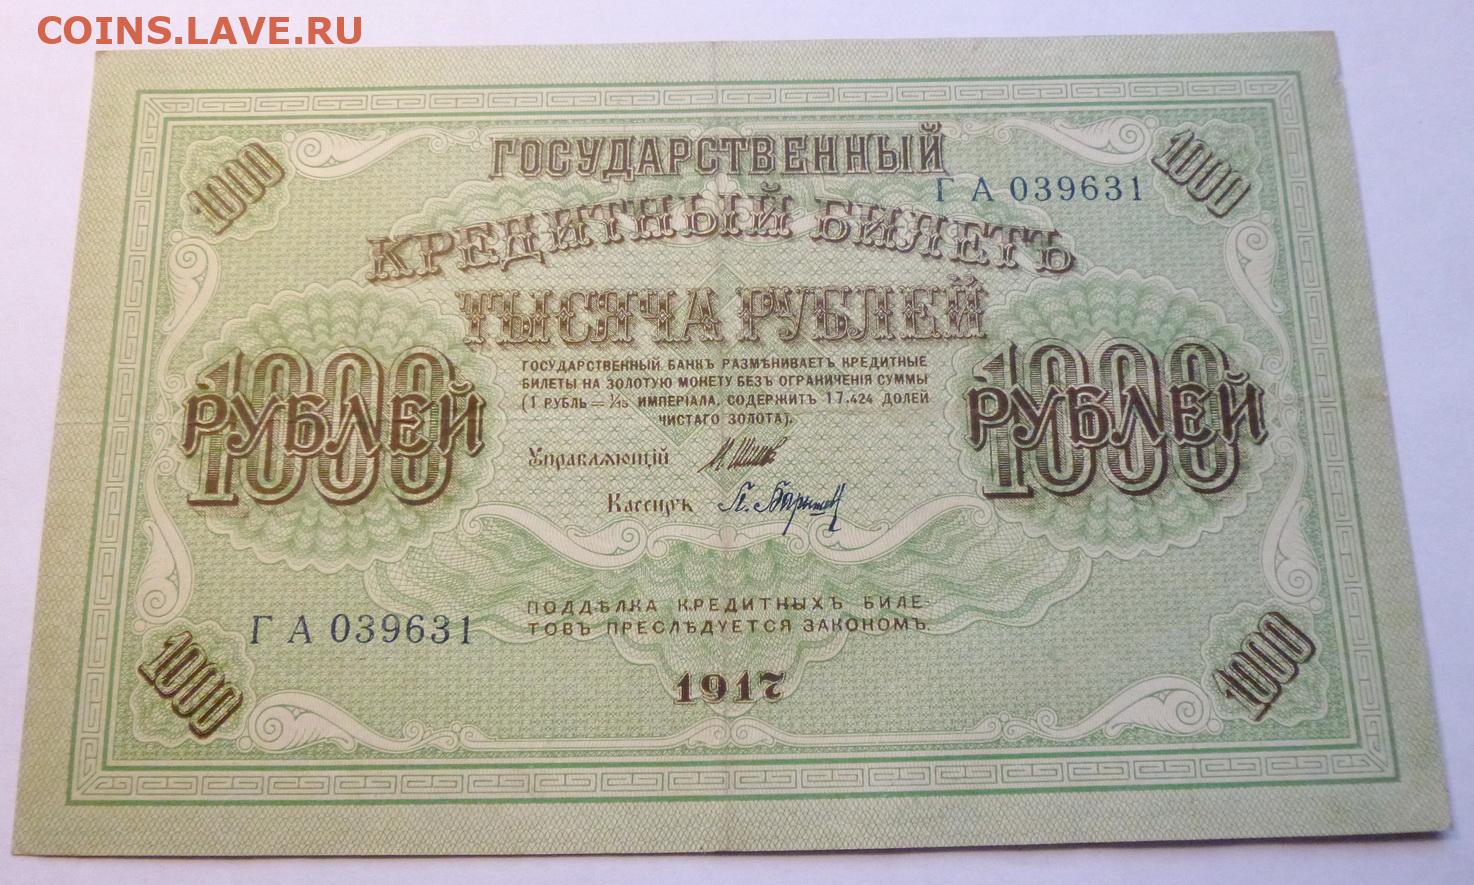 COINS.LAVE.RU
1000
ГОСУДАРСТВЕННЫЙ
1000
Г А 039631
КРЕДИТНЫЙ БИЛЕТЪ
ТЫСЯЧА РУБЛЕЙ
ГОСУДАРСТВЕННЫЙ БАНКЪ РАЗМѢНИВАЕТЪ КРЕДИТНЫЕ
БИЛЕТЫ НА ЗОЛОТУЮ МОНЕТУ БЕЗЪ ОГРАНИЧЕНІЯ СУММЫ
(1 РУБЛЬ = 1/15 ИМПЕРІАЛА, СОДЕРЖИТЪ 17.424 ДОЛЕЙ
ЧИСТАГО ЗОЛОТА).
1000
РУБЛЕЙ
1000
РУБЛЕЙ
Управляющій И. Шипов
Кассиръ П. Барышев
ПОДДѢЛКА КРЕДИТНЫХЪ БИЛЕ-
ТОВЪ ПРЕСЛѢДУЕТСЯ ЗАКОНОМЪ.
Г А 039631
1000
1917
1000